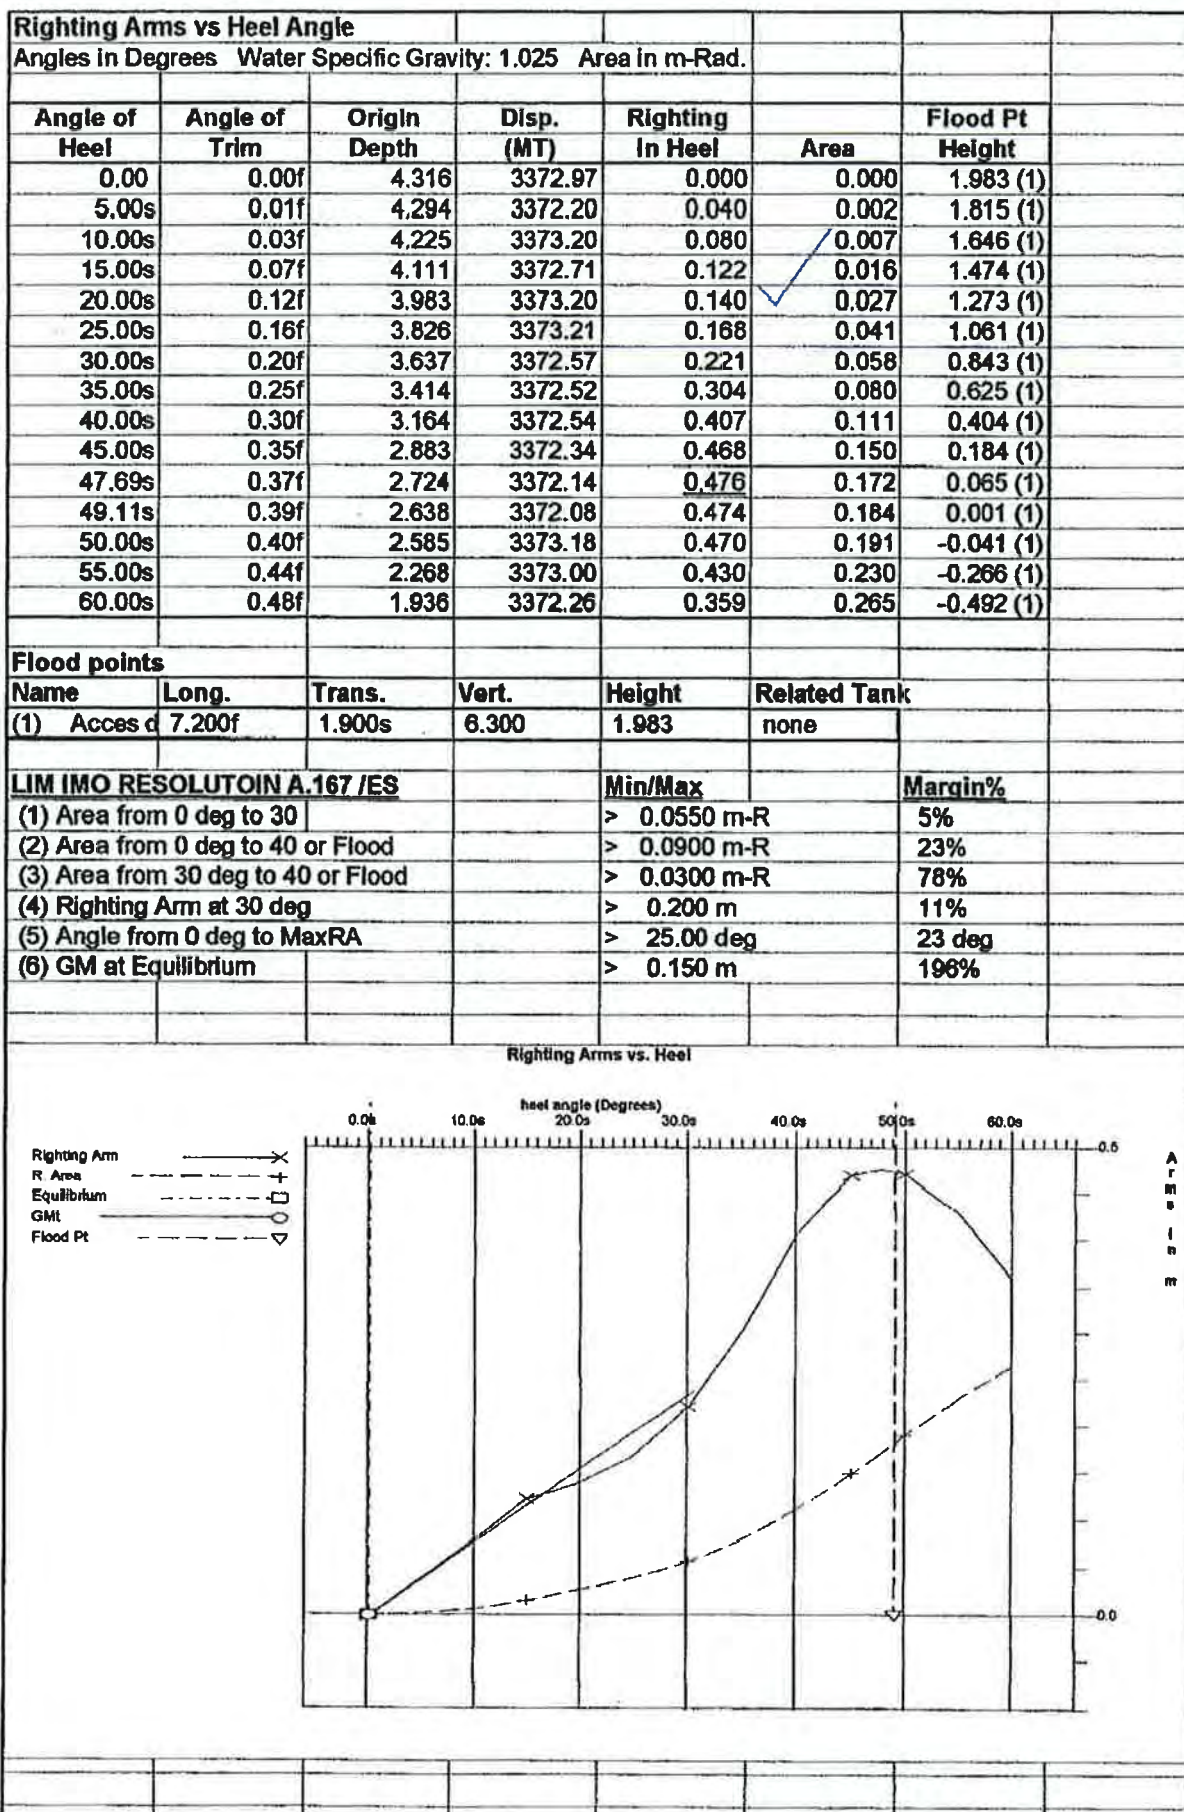 Righting Arms vs Heel Angle
Angles in Degrees Water Specific Gravity: 1.025 Area in m-Rad.
Angle of Angle of Origin Disp. Righting Flood Pt
Heel Trim Depth (MT) In Heel Area Height
0.00 0.00f 4.316 3372.97 0.000 0.000 1.983 (1)
5.00s 0.01f 4.294 3372.20 0.040 0.002 1.815 (1)
10.00s 0.03f 4.225 3373.20 0.080 0.007 1.646 (1)
15.00s 0.07f 4.111 3372.71 0.122 0.016 1.474 (1)
20.00s 0.12f 3.983 3373.20 0.140 0.027 1.273 (1)
25.00s 0.16f 3.826 3373.21 0.168 0.041 1.061 (1)
30.00s 0.20f 3.637 3372.57 0.221 0.058 0.843 (1)
35.00s 0.25f 3.414 3372.52 0.304 0.080 0.625 (1)
40.00s 0.30f 3.164 3372.54 0.407 0.111 0.404 (1)
45.00s 0.35f 2.883 3372.34 0.468 0.150 0.184 (1)
47.69s 0.37f 2.724 3372.14 0.476 0.172 0.065 (1)
49.11s 0.39f 2.638 3372.08 0.474 0.184 0.001 (1)
50.00s 0.40f 2.585 3373.18 0.470 0.191 -0.041 (1)
55.00s 0.44f 2.268 3373.00 0.430 0.230 -0.266 (1)
60.00s 0.48f 1.936 3372.26 0.359 0.265 -0.492 (1)
Flood points
Name Long. Trans. Vert. Height Related Tank
(1) Acces d 7.200f 1.900s 6.300 1.983 none
LIM IMO RESOLUTOIN A.167 /ES Min/Max Margin%
(1) Area from 0 deg to 30 > 0.0550 m-R 5%
(2) Area from 0 deg to 40 or Flood > 0.0900 m-R 23%
(3) Area from 30 deg to 40 or Flood > 0.0300 m-R 78%
(4) Righting Arm at 30 deg > 0.200 m 11%
(5) Angle from 0 deg to MaxRA > 25.00 deg 23 deg
(6) GM at Equilibrium > 0.150 m 196%
Righting Arms vs. Heel
heel angle (Degrees)
0.0s 10.0s 20.0s 30.0s 40.0s 50.0s 60.0s
Righting Arm
R. Area
Equilibrium
GMt
Flood Pt
0.5
0.0
Arms in m